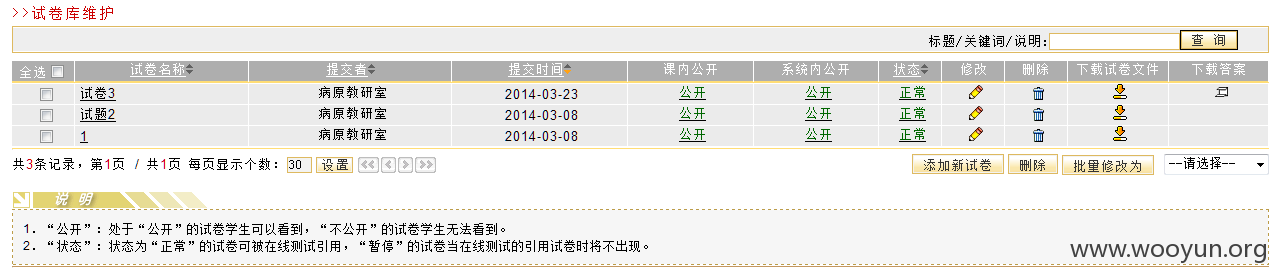 >>试卷库维护
标题/关键词/说明: 查 询
全选 试卷名称 提交者 提交时间 课内公开 系统内公开 状态 修改 删除 下载试卷文件 下载答案
试卷3 病原教研室 2014-03-23 公开 公开 正常
试题2 病原教研室 2014-03-08 公开 公开 正常
1 病原教研室 2014-03-08 公开 公开 正常
共3条记录，第1页 / 共1页 每页显示个数: 30 设置 添加新试卷 删除 批量修改为 --请选择--
说 明
1. “公开”: 处于“公开”的试卷学生可以看到，“不公开”的试卷学生无法看到。
2. “状态”: 状态为“正常”的试卷可被在线测试引用，“暂停”的试卷当在线测试的引用试卷时将不出现。
www.wooyun.org